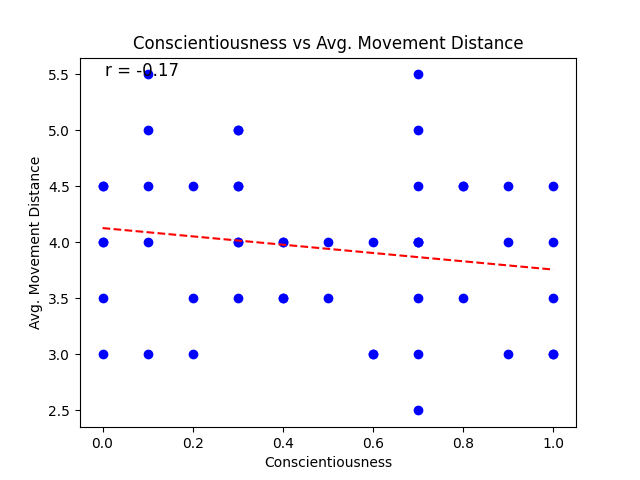 Conscientiousness vs Avg. Movement Distance
r = -0.17
Avg. Movement Distance
5.5
5.0
4.5
4.0
3.5
3.0
2.5
0.0 0.2 0.4 0.6 0.8 1.0
Conscientiousness